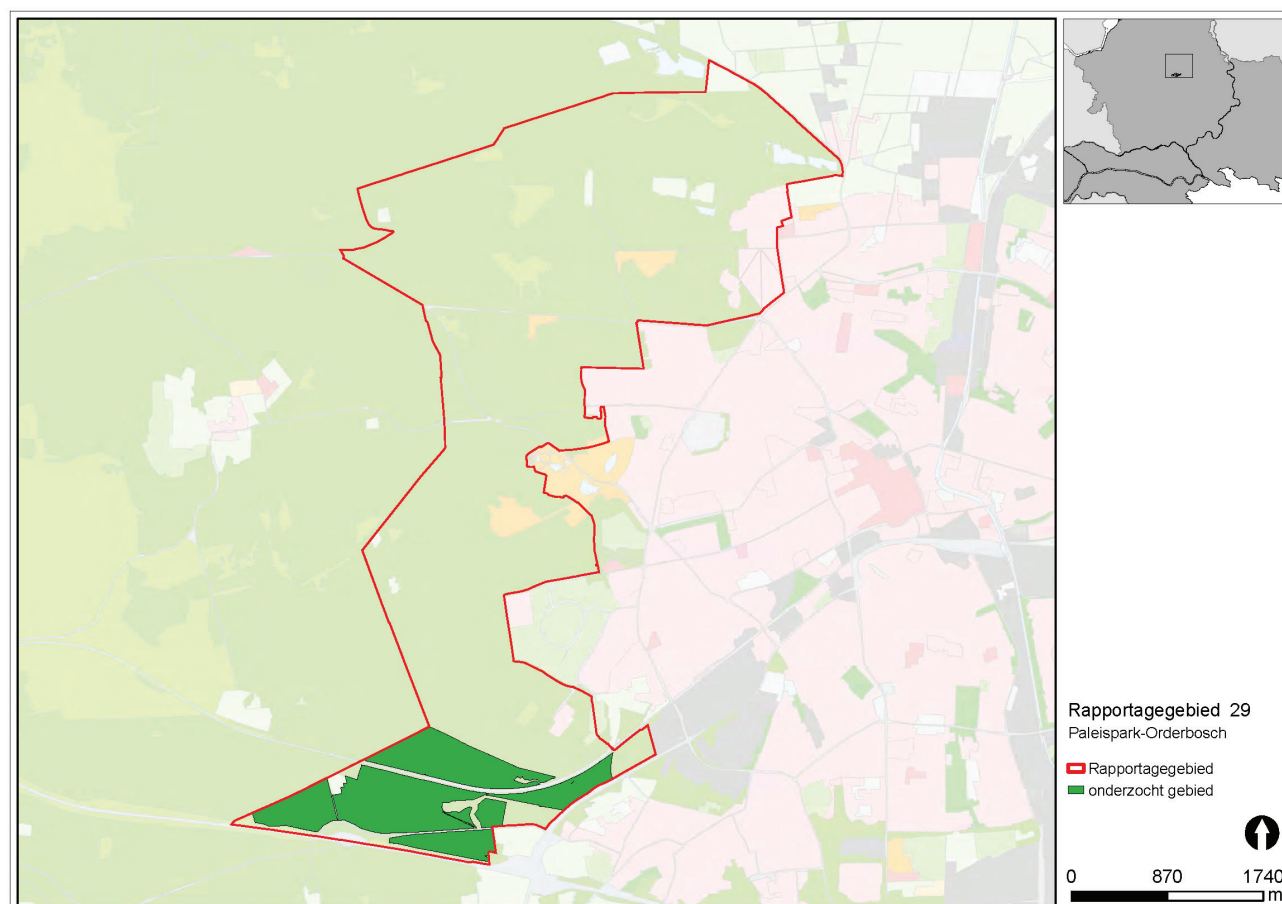 Rapportagegebied 29
Paleispark-Orderbosch
Rapportagegebied
onderzocht gebied
0 870 1740
m